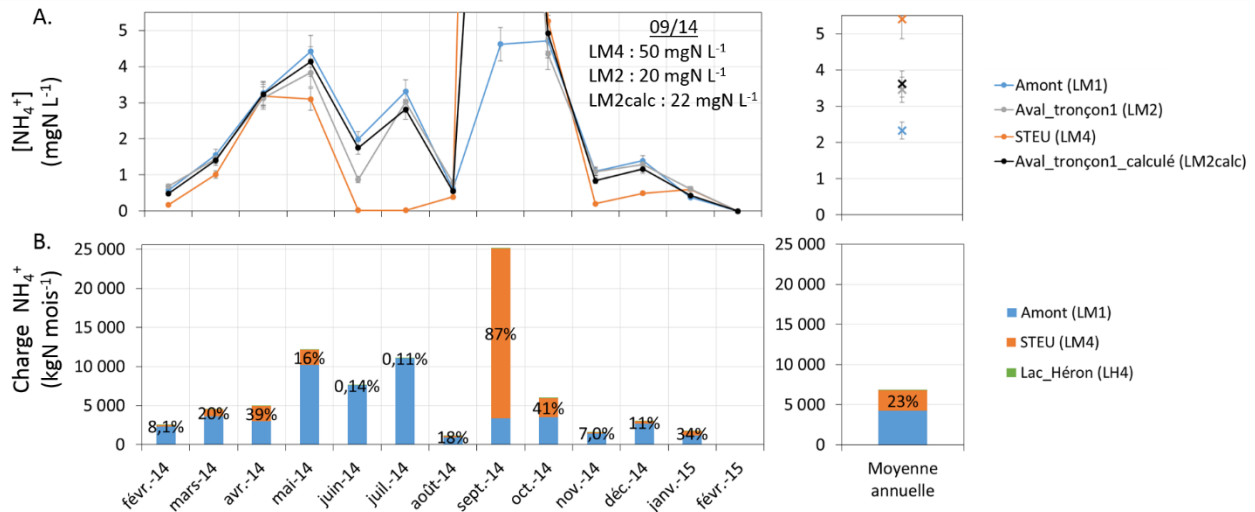 A.
[NH₄⁺]
(mgN L⁻¹)
5
4
3
2
1
0
09/14
LM4 : 50 mgN L⁻¹
LM2 : 20 mgN L⁻¹
LM2calc : 22 mgN L⁻¹
5
4
3
2
1
0
Amont (LM1)
Aval_tronçon1 (LM2)
STEU (LM4)
Aval_tronçon1_calculé (LM2calc)
B.
Charge NH₄⁺
(kgN mois⁻¹)
25 000
20 000
15 000
10 000
5 000
0
8,1%
20%
39%
16%
0,14%
0,11%
18%
87%
41%
7,0%
11%
34%
févr.-14
mars-14
avr.-14
mai-14
juin-14
juil.-14
août-14
sept.-14
oct.-14
nov.-14
déc.-14
janv.-15
févr.-15
25 000
20 000
15 000
10 000
5 000
0
23%
Moyenne
annuelle
Amont (LM1)
STEU (LM4)
Lac_Héron (LH4)